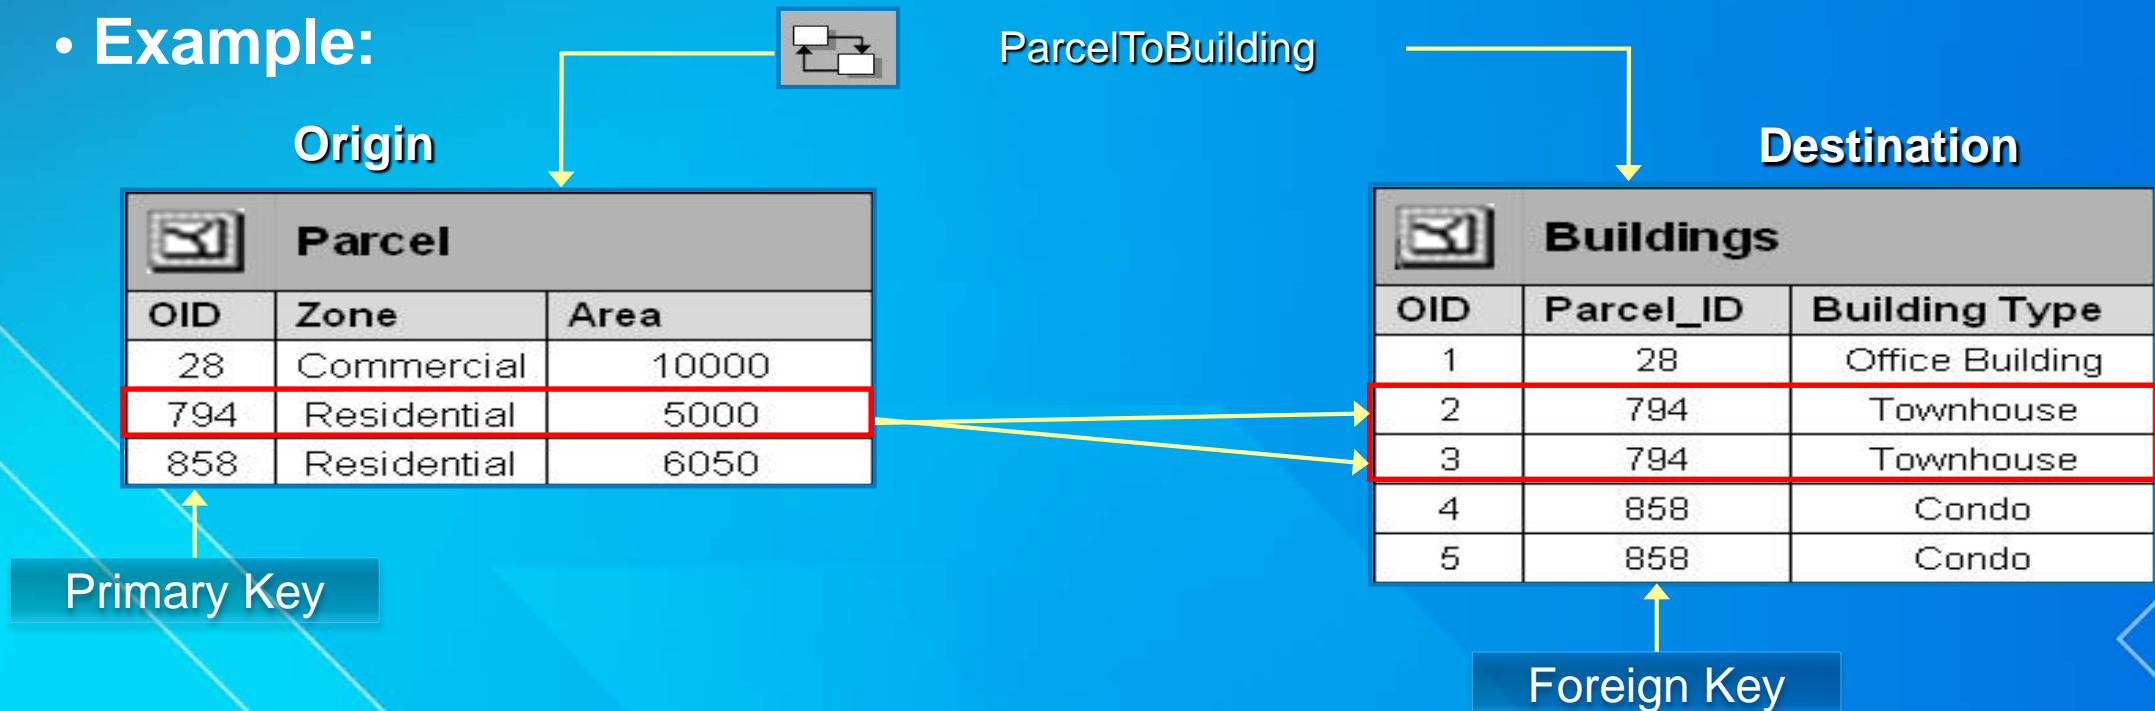 • Example:
ParcelToBuilding
Origin
Destination
Parcel
OID Zone Area
28 Commercial 10000
794 Residential 5000
858 Residential 6050
Primary Key
Buildings
OID Parcel_ID Building Type
1 28 Office Building
2 794 Townhouse
3 794 Townhouse
4 858 Condo
5 858 Condo
Foreign Key